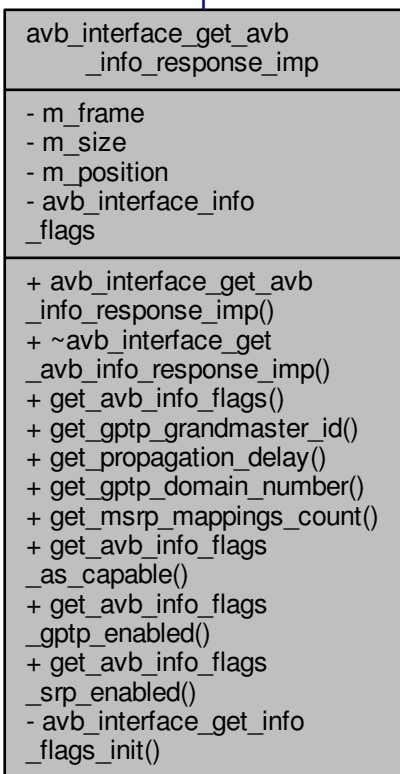 avb_interface_get_avb
_info_response_imp
- m_frame
- m_size
- m_position
- avb_interface_info
_flags
+ avb_interface_get_avb
_info_response_imp()
+ ~avb_interface_get
_avb_info_response_imp()
+ get_avb_info_flags()
+ get_gptp_grandmaster_id()
+ get_propagation_delay()
+ get_gptp_domain_number()
+ get_msrp_mappings_count()
+ get_avb_info_flags
_as_capable()
+ get_avb_info_flags
_gptp_enabled()
+ get_avb_info_flags
_srp_enabled()
- avb_interface_get_info
_flags_init()